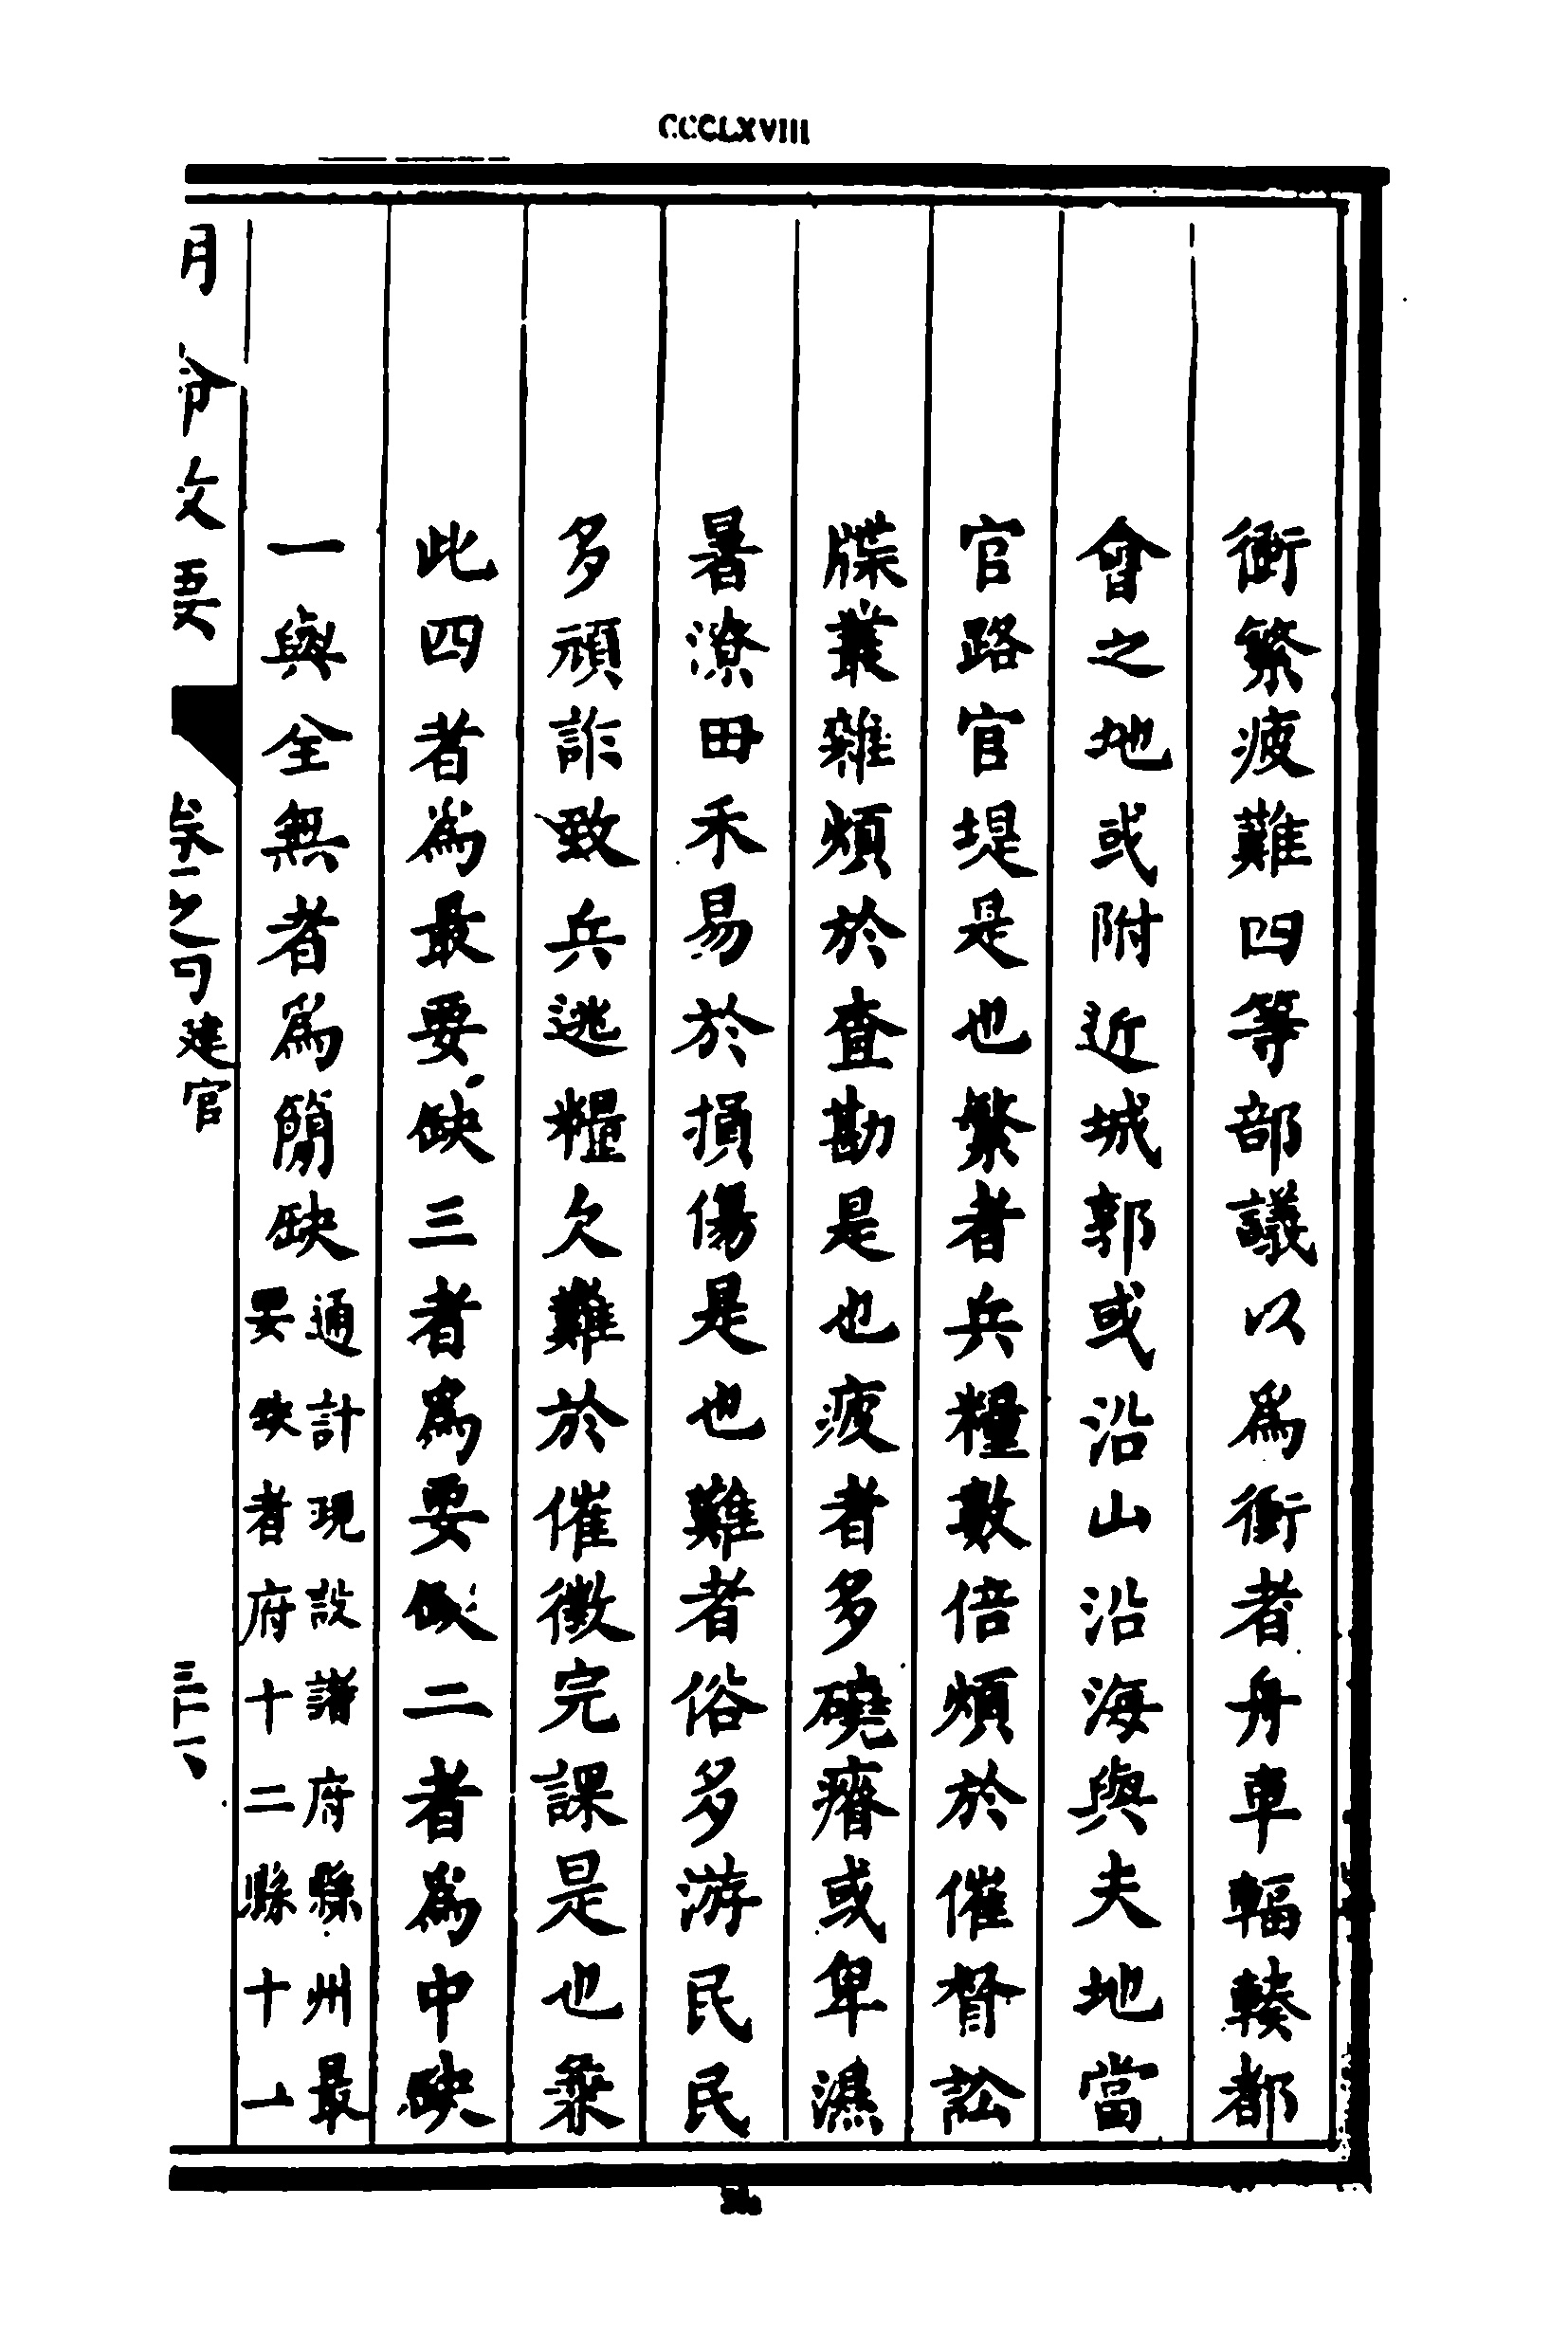 CCCLXVIII
衝繁疲難四等部議以爲衝者舟車輻輳都
會之地或附近城郭或沿山沿海與夫地當
官路官堤是也繁者兵糧數倍煩於催督訟
牒叢雜煩於查勘是也疲者多磽瘠或卑濕
暑潦田禾易於損傷是也難者俗多游民民
多頑詐致兵逃糧欠難於催徵完課是也兼
此四者爲最要缺三者爲要缺二者爲中缺
一與全無者爲簡缺
通計現設諸府縣州最
要缺者府十二縣十一
文要
建官